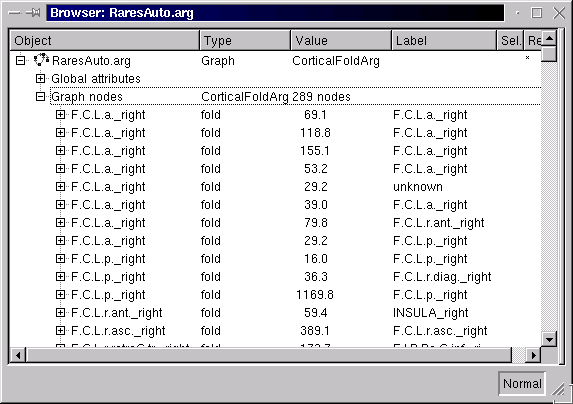 Browser: RaresAuto.arg
Object Type Value Label Sel. Re
RaresAuto.arg Graph CorticalFoldArg *
Global attributes
Graph nodes CorticalFoldArg 289 nodes
F.C.L.a._right fold 69.1 F.C.L.a._right
F.C.L.a._right fold 118.8 F.C.L.a._right
F.C.L.a._right fold 155.1 F.C.L.a._right
F.C.L.a._right fold 53.2 F.C.L.a._right
F.C.L.a._right fold 29.2 unknown
F.C.L.a._right fold 39.0 F.C.L.a._right
F.C.L.a._right fold 79.8 F.C.L.r.ant._right
F.C.L.a._right fold 29.2 F.C.L.p._right
F.C.L.p._right fold 16.0 F.C.L.p._right
F.C.L.p._right fold 36.3 F.C.L.r.diag._right
F.C.L.p._right fold 1169.8 F.C.L.p._right
F.C.L.r.ant._right fold 59.4 INSULA_right
F.C.L.r.asc._right fold 389.1 F.C.L.r.asc._right
fold
Normal